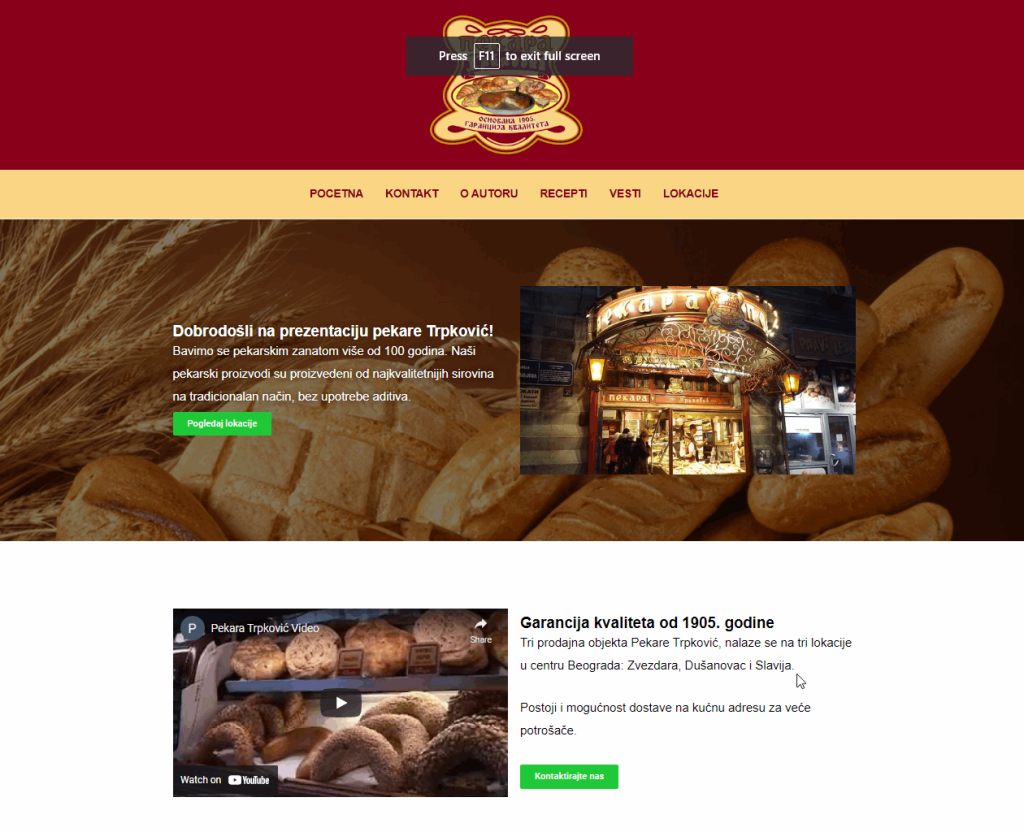 ПЕКАРА
Press F11 to exit full screen
ОСНОВАНА 1905.
ГАРАНЦИЈА КВАЛИТЕТА
POCETNA KONTAKT O AUTORU RECEPTI VESTI LOKACIJE
Dobrodošli na prezentaciju pekare Trpković!
Bavimo se pekarskim zanatom više od 100 godina. Naši
pekarski proizvodi su proizvedeni od najkvalitetnijih sirovina
na tradicionalan način, bez upotrebe aditiva.
Pogledaj lokacije
ПЕКАРА
P Pekara Trpković Video
Share
Watch on YouTube
Garancija kvaliteta od 1905. godine
Tri prodajna objekta Pekare Trpković, nalaze se na tri lokacije
u centru Beograda: Zvezdara, Dušanovac i Slavija.
Postoji i mogućnost dostave na kućnu adresu za veće
potrošače.
Kontaktirajte nas